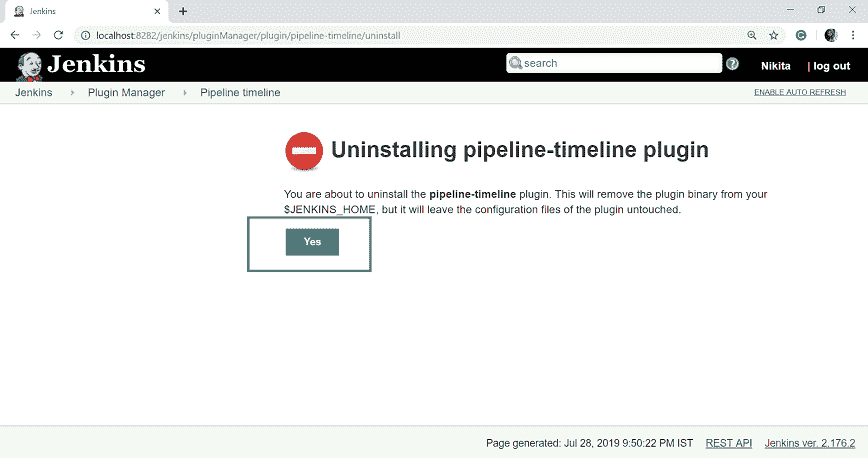 Jenkins
localhost:8282/jenkins/pluginManager/plugin/pipeline-timeline/uninstall
Jenkins
search
Nikita
| log out
Jenkins
Plugin Manager
Pipeline timeline
ENABLE AUTO REFRESH
Uninstalling pipeline-timeline plugin
You are about to uninstall the pipeline-timeline plugin. This will remove the plugin binary from your
$JENKINS_HOME, but it will leave the configuration files of the plugin untouched.
Yes
Page generated: Jul 28, 2019 9:50:22 PM IST REST API Jenkins ver. 2.176.2